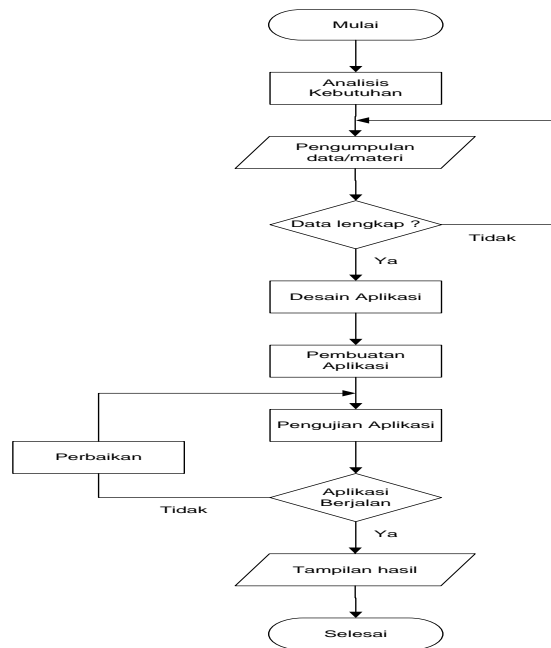 Mulai
Analisis
Kebutuhan
Pengumpulan
data/materi
Data lengkap ?
Tidak
Ya
Desain Aplikasi
Pembuatan
Aplikasi
Pengujian Aplikasi
Perbaikan
Aplikasi
Berjalan
Tidak
Ya
Tampilan hasil
Selesai